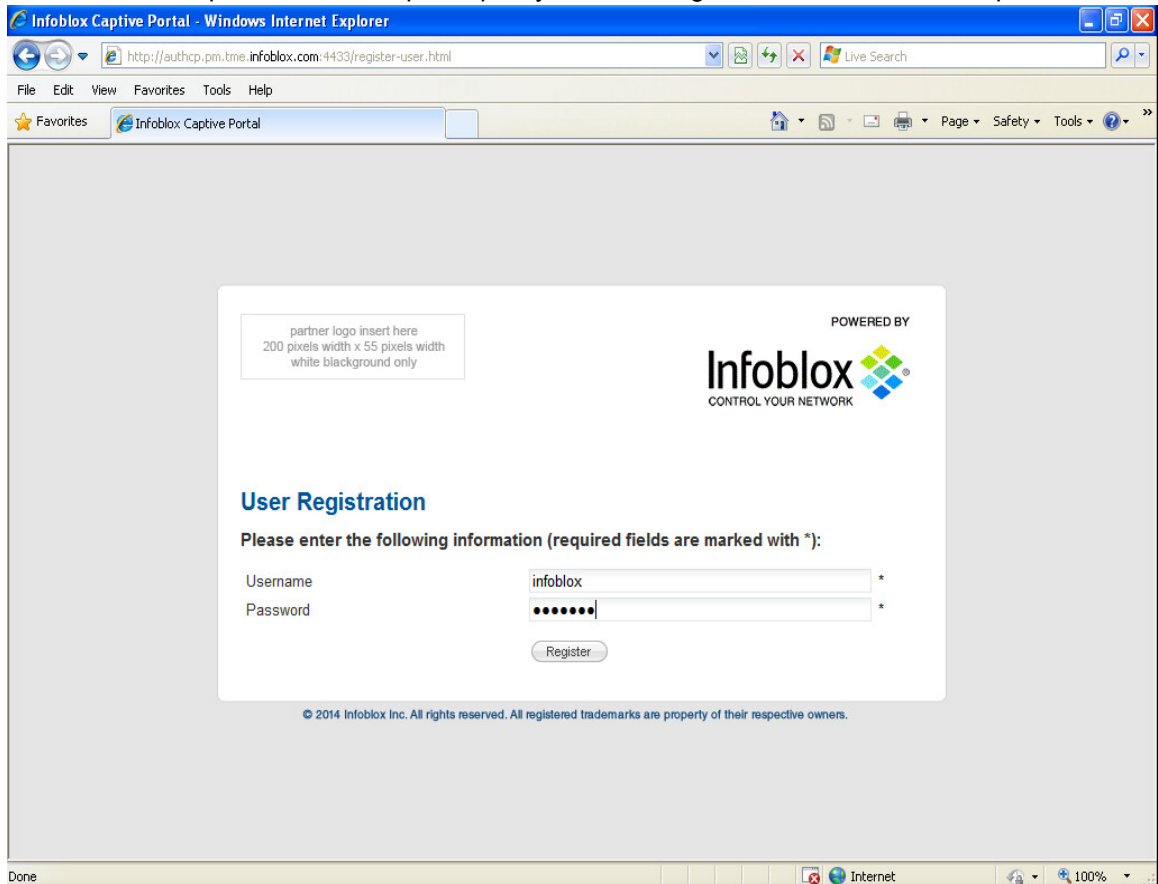 Infoblox Captive Portal - Windows Internet Explorer
http://authcp.pm.tme.infoblox.com:4433/register-user.html
Live Search
File Edit View Favorites Tools Help
Favorites
Infoblox Captive Portal
Page Safety Tools »
partner logo insert here
200 pixels width x 55 pixels width
white blackground only
POWERED BY
Infoblox ®
CONTROL YOUR NETWORK
User Registration
Please enter the following information (required fields are marked with *):
Username infoblox *
Password ●●●●●●● *
Register
© 2014 Infoblox Inc. All rights reserved. All registered trademarks are property of their respective owners.
Done Internet 100%